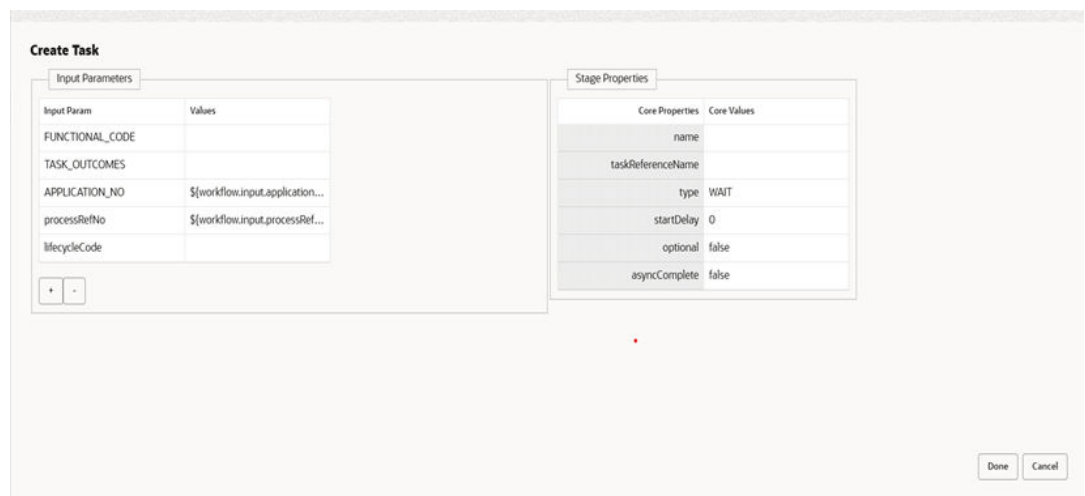 Create Task
Input Parameters
Input Param Values
FUNCTIONAL_CODE
TASK_OUTCOMES
APPLICATION_NO ${workflow.input.application...
processRefNo ${workflow.input.processRef...
lifecycleCode
+ -
Stage Properties
Core Properties Core Values
name
taskReferenceName
type WAIT
startDelay 0
optional false
asyncComplete false
Done Cancel